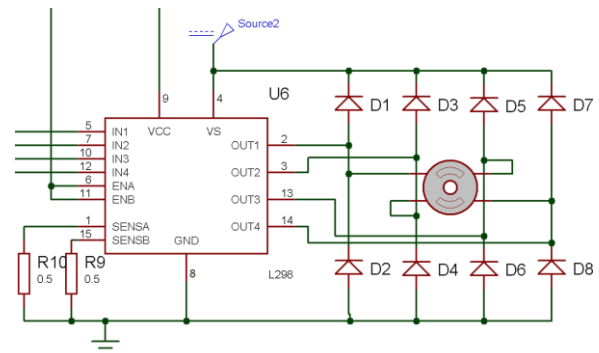 Source2
U6
9
4
D1
D3
D5
D7
5 IN1 VCC VS
7 IN2 OUT1 2
10 IN3
12 IN4 OUT2 3
6 ENA
11 ENB OUT3 13
1 SENSA OUT4 14
15 SENSB GND
R10
0.5
R9
0.5
8
L298
D2
D4
D6
D8